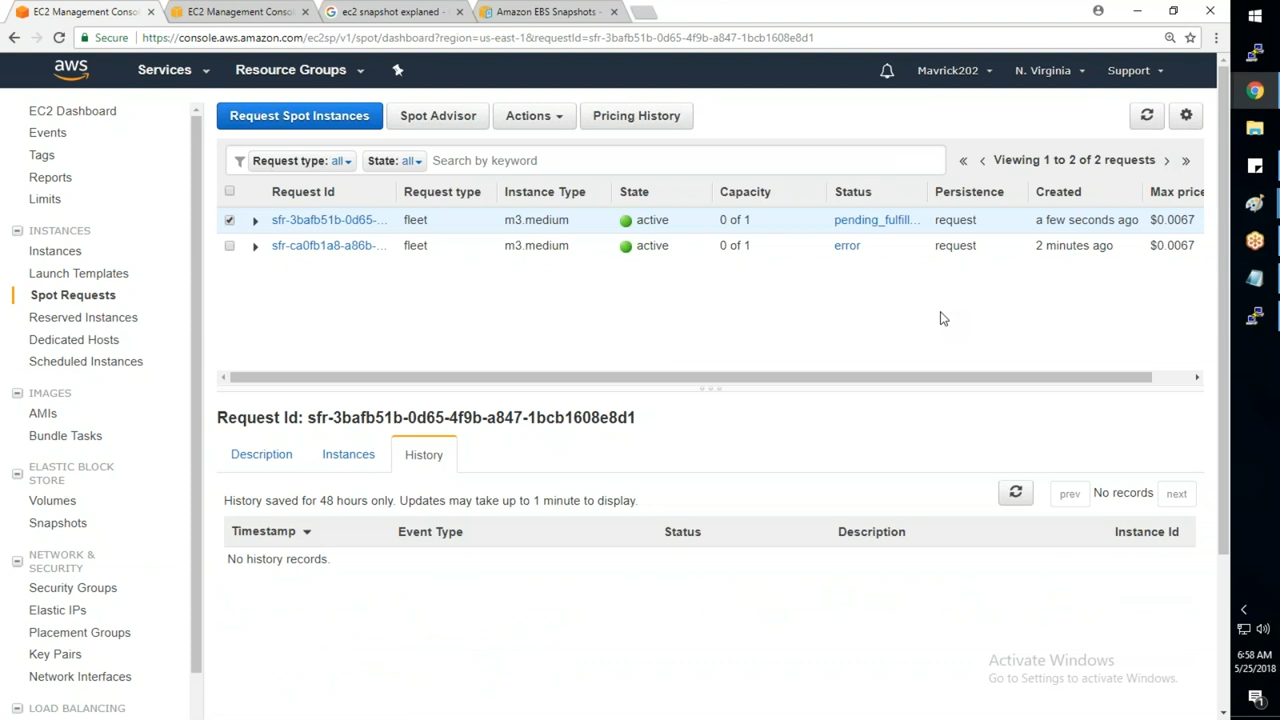 EC2 Management Conso
EC2 Management Conso
ec2 snapshot explaned -
Amazon EBS Snapshots -
Secure
https://console.aws.amazon.com/ec2sp/v1/spot/dashboard?region=us-east-1&requestId=sfr-3bafb51b-0d65-4f9b-a847-1bcb1608e8d1
aws
Services
Resource Groups
Mavrick202
N. Virginia
Support
EC2 Dashboard
Events
Tags
Reports
Limits
INSTANCES
Instances
Launch Templates
Spot Requests
Reserved Instances
Dedicated Hosts
Scheduled Instances
IMAGES
AMIs
Bundle Tasks
ELASTIC BLOCK
STORE
Volumes
Snapshots
NETWORK &
SECURITY
Security Groups
Elastic IPs
Placement Groups
Key Pairs
Network Interfaces
LOAD BALANCING
Request Spot Instances
Spot Advisor
Actions
Pricing History
Request type: all
State: all
Search by keyword
Viewing 1 to 2 of 2 requests
Request Id Request type Instance Type State Capacity Status Persistence Created Max price
sfr-3bafb51b-0d65-... fleet m3.medium active 0 of 1 pending_fulfill... request a few seconds ago $0.0067
sfr-ca0fb1a8-a86b-... fleet m3.medium active 0 of 1 error request 2 minutes ago $0.0067
Request Id: sfr-3bafb51b-0d65-4f9b-a847-1bcb1608e8d1
Description
Instances
History
History saved for 48 hours only. Updates may take up to 1 minute to display.
prev
No records
next
Timestamp Event Type Status Description Instance Id
No history records.
Activate Windows
Go to Settings to activate Windows.
6:58 AM
5/25/2018
1